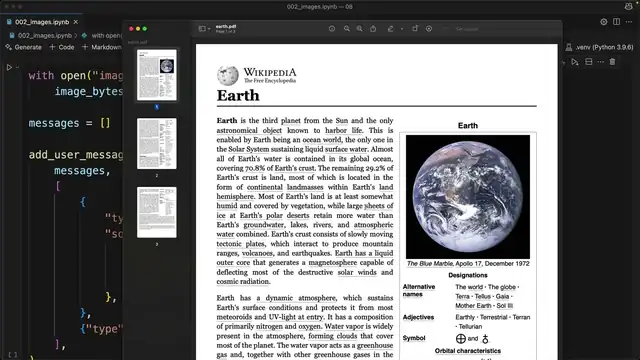 002_images.ipynb — 08
002_images.ipynb
002_images.ipynb
with open
Generate
Code
.venv (Python 3.9.6)
with open("imag
image_bytes
messages = []
add_user_messag
messages,
[
{
"ty
"so
},
},
{"type"
],
earth.pdf
Page 1 of 3
earth.pdf
1
2
3
WIKIPEDIA
The Free Encyclopedia
Earth
Earth is the third planet from the Sun and the only
astronomical object known to harbor life. This is
enabled by Earth being an ocean world, the only one in
the Solar System sustaining liquid surface water. Almost
all of Earth's water is contained in its global ocean,
covering 70.8% of Earth's crust. The remaining 29.2% of
Earth's crust is land, most of which is located in the
form of continental landmasses within Earth's land
hemisphere. Most of Earth's land is at least somewhat
humid and covered by vegetation, while large sheets of
ice at Earth's polar deserts retain more water than
Earth's groundwater, lakes, rivers, and atmospheric
water combined. Earth's crust consists of slowly moving
tectonic plates, which interact to produce mountain
ranges, volcanoes, and earthquakes. Earth has a liquid
outer core that generates a magnetosphere capable of
deflecting most of the destructive solar winds and
cosmic radiation.
Earth has a dynamic atmosphere, which sustains
Earth's surface conditions and protects it from most
meteoroids and UV-light at entry. It has a composition
of primarily nitrogen and oxygen. Water vapor is widely
present in the atmosphere, forming clouds that cover
most of the planet. The water vapor acts as a greenhouse
gas and, together with other greenhouse gases in the
Earth
The Blue Marble, Apollo 17, December 1972
Designations
Alternative names
The world · The globe ·
Terra · Tellus · Gaia ·
Mother Earth · Sol III
Adjectives
Earthly · Terrestrial · Terran
· Tellurian
Symbol
⊕ and ♁
Orbital characteristics